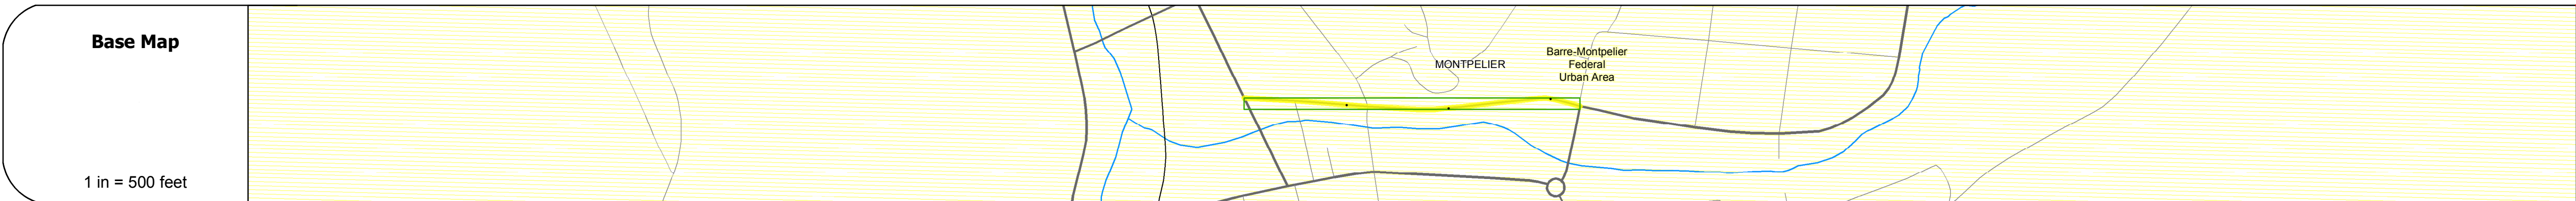 Base Map
1 in = 500 feet
MONTPELIER
Barre-Montpelier
Federal
Urban Area